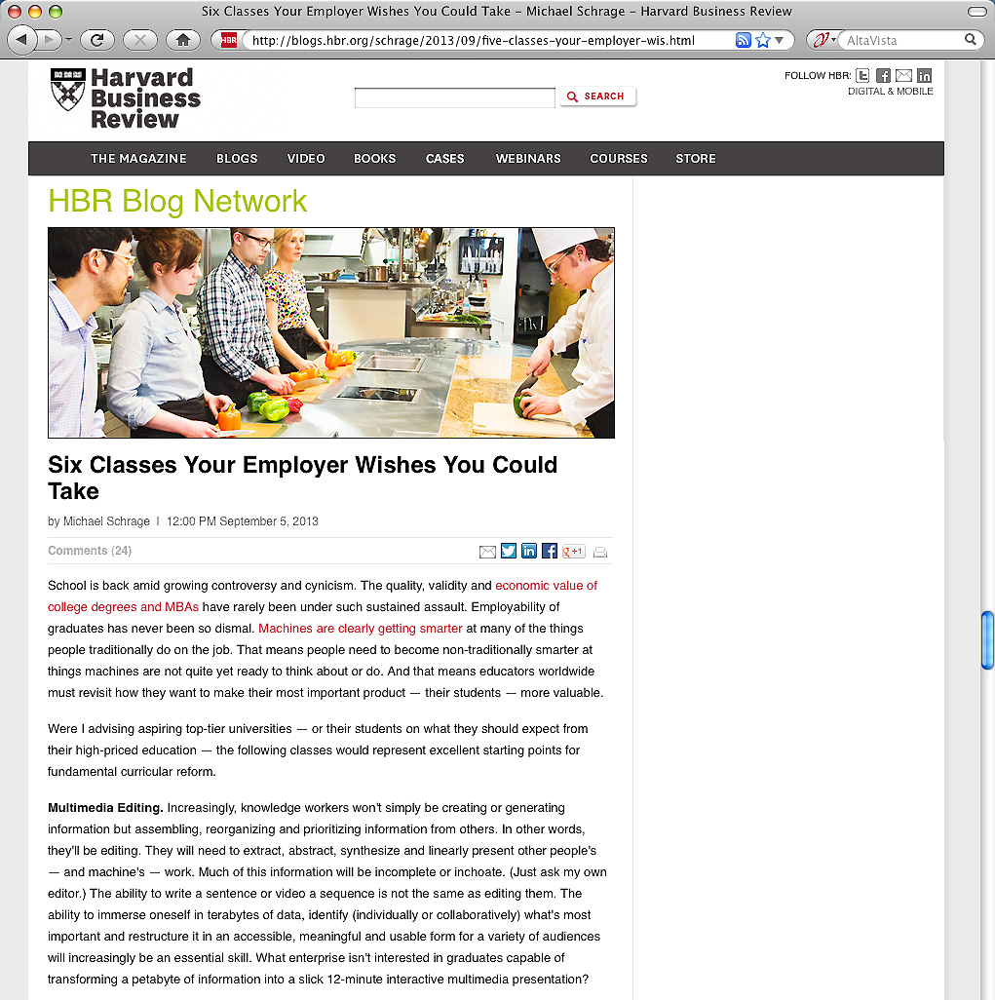 Six Classes Your Employer Wishes You Could Take – Michael Schrage – Harvard Business Review
HBR http://blogs.hbr.org/schrage/2013/09/five-classes-your-employer-wis.html
AltaVista
Harvard
Business
Review
SEARCH
FOLLOW HBR:
DIGITAL & MOBILE
THE MAGAZINE BLOGS VIDEO BOOKS CASES WEBINARS COURSES STORE
HBR Blog Network
Six Classes Your Employer Wishes You Could
Take
by Michael Schrage | 12:00 PM September 5, 2013
Comments (24)
g +1
School is back amid growing controversy and cynicism. The quality, validity and economic value of
college degrees and MBAs have rarely been under such sustained assault. Employability of
graduates has never been so dismal. Machines are clearly getting smarter at many of the things
people traditionally do on the job. That means people need to become non-traditionally smarter at
things machines are not quite yet ready to think about or do. And that means educators worldwide
must revisit how they want to make their most important product — their students — more valuable.
Were I advising aspiring top-tier universities — or their students on what they should expect from
their high-priced education — the following classes would represent excellent starting points for
fundamental curricular reform.
Multimedia Editing. Increasingly, knowledge workers won't simply be creating or generating
information but assembling, reorganizing and prioritizing information from others. In other words,
they'll be editing. They will need to extract, abstract, synthesize and linearly present other people's
— and machine's — work. Much of this information will be incomplete or inchoate. (Just ask my own
editor.) The ability to write a sentence or video a sequence is not the same as editing them. The
ability to immerse oneself in terabytes of data, identify (individually or collaboratively) what's most
important and restructure it in an accessible, meaningful and usable form for a variety of audiences
will increasingly be an essential skill. What enterprise isn't interested in graduates capable of
transforming a petabyte of information into a slick 12-minute interactive multimedia presentation?